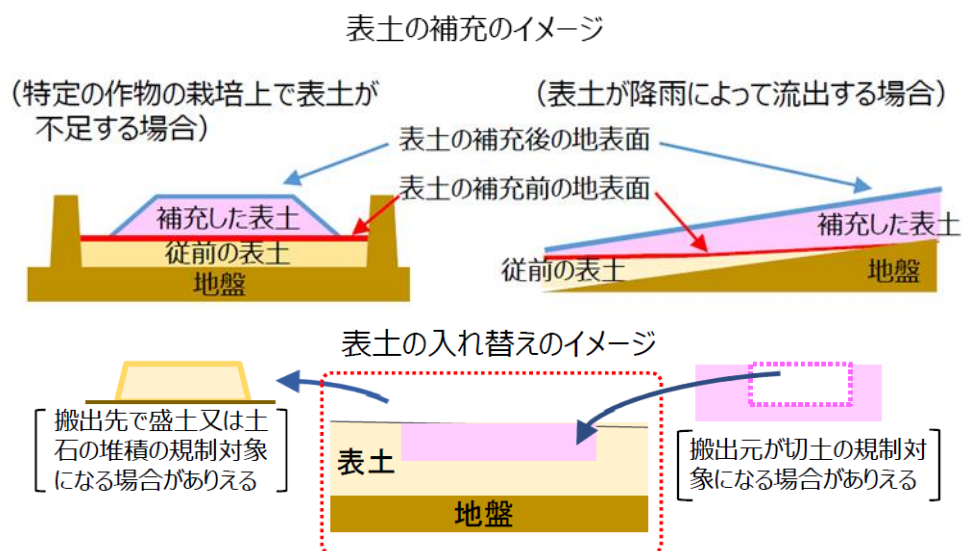 表土の補充のイメージ
（特定の作物の栽培上で表土が
不足する場合）
（表土が降雨によって流出する場合）
表土の補充後の地表面
表土の補充前の地表面
補充した表土
従前の表土
地盤
補充した表土
従前の表土
地盤
表土の入れ替えのイメージ
搬出先で盛土又は土
石の堆積の規制対象
になる場合がありえる
表土
地盤
搬出元が切土の規制対
象になる場合がありえる